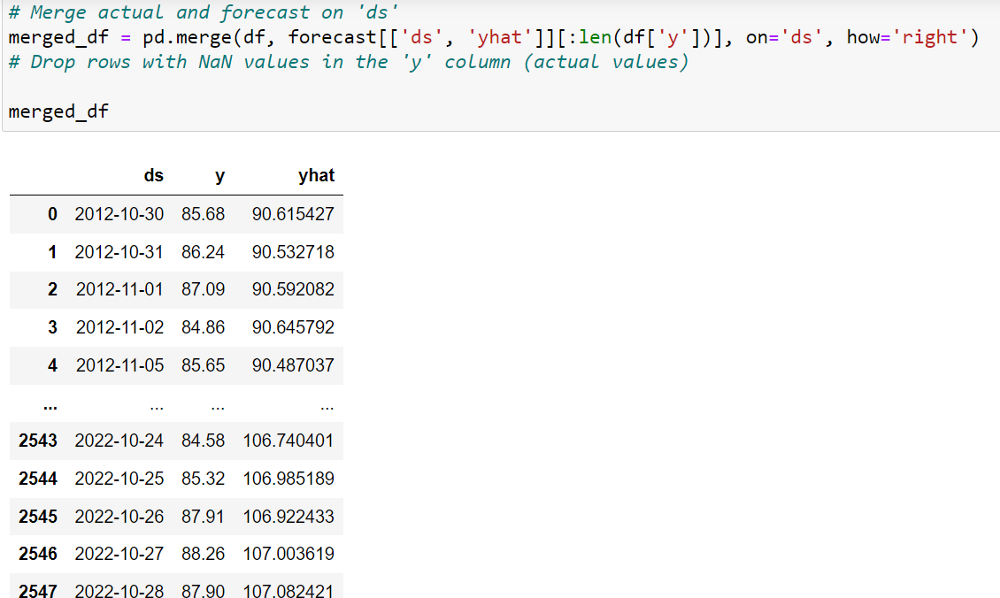 # Merge actual and forecast on 'ds'
merged_df = pd.merge(df, forecast[['ds', 'yhat']][:len(df['y'])], on='ds', how='right')
# Drop rows with NaN values in the 'y' column (actual values)
merged_df
ds y yhat
0 2012-10-30 85.68 90.615427
1 2012-10-31 86.24 90.532718
2 2012-11-01 87.09 90.592082
3 2012-11-02 84.86 90.645792
4 2012-11-05 85.65 90.487037
... ... ... ...
2543 2022-10-24 84.58 106.740401
2544 2022-10-25 85.32 106.985189
2545 2022-10-26 87.91 106.922433
2546 2022-10-27 88.26 107.003619
2547 2022-10-28 87.90 107.082421